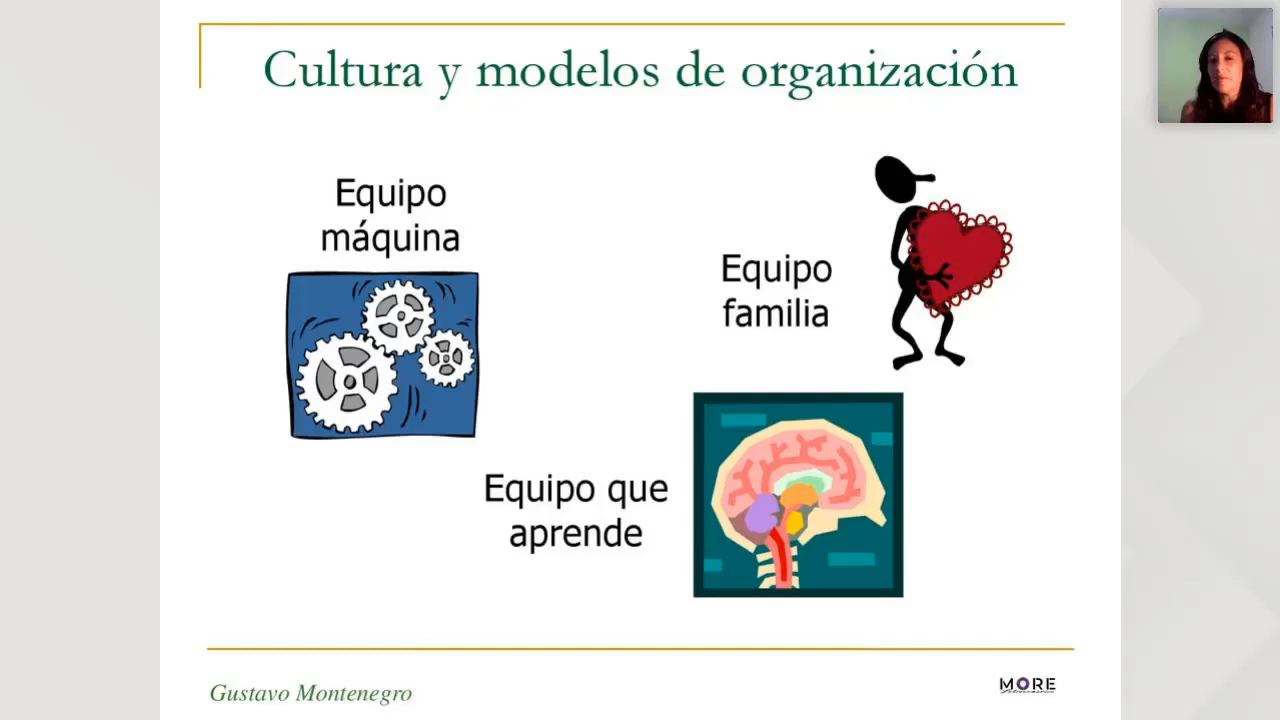 Cultura y modelos de organización
Equipo
máquina
Equipo
familia
Equipo que
aprende
Gustavo Montenegro
MORE